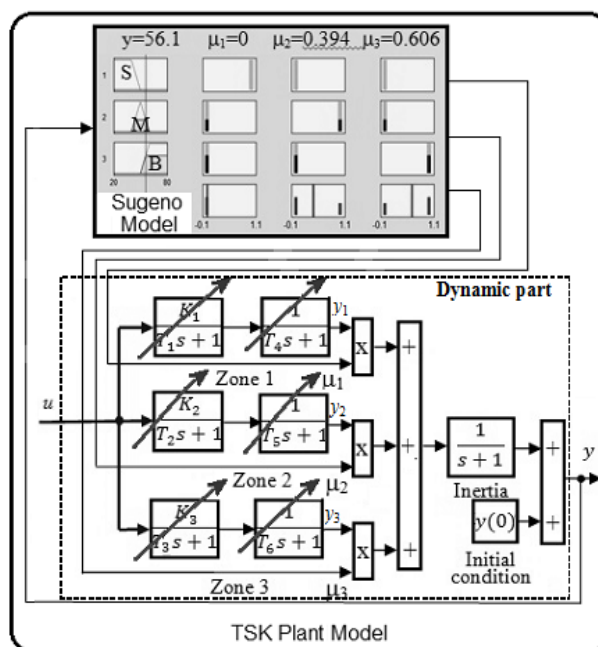 y=56.1 μ₁=0 μ₂=0.394 μ₃=0.606
1 S
2 M
3 B
20 80
-0.1 1.1 -0.1 1.1 -0.1 1.1
Sugeno
Model
Dynamic part
K₁ 1 y₁
T₁s + 1 T₄s + 1 x +
Zone 1 μ₁
u K₂ 1 y₂
T₂s + 1 T₅s + 1 x + 1 + y
s + 1
Zone 2 μ₂ Inertia
K₃ 1 y₃ y(0) +
T₃s + 1 T₆s + 1 x + Initial
condition
Zone 3 μ₃
TSK Plant Model